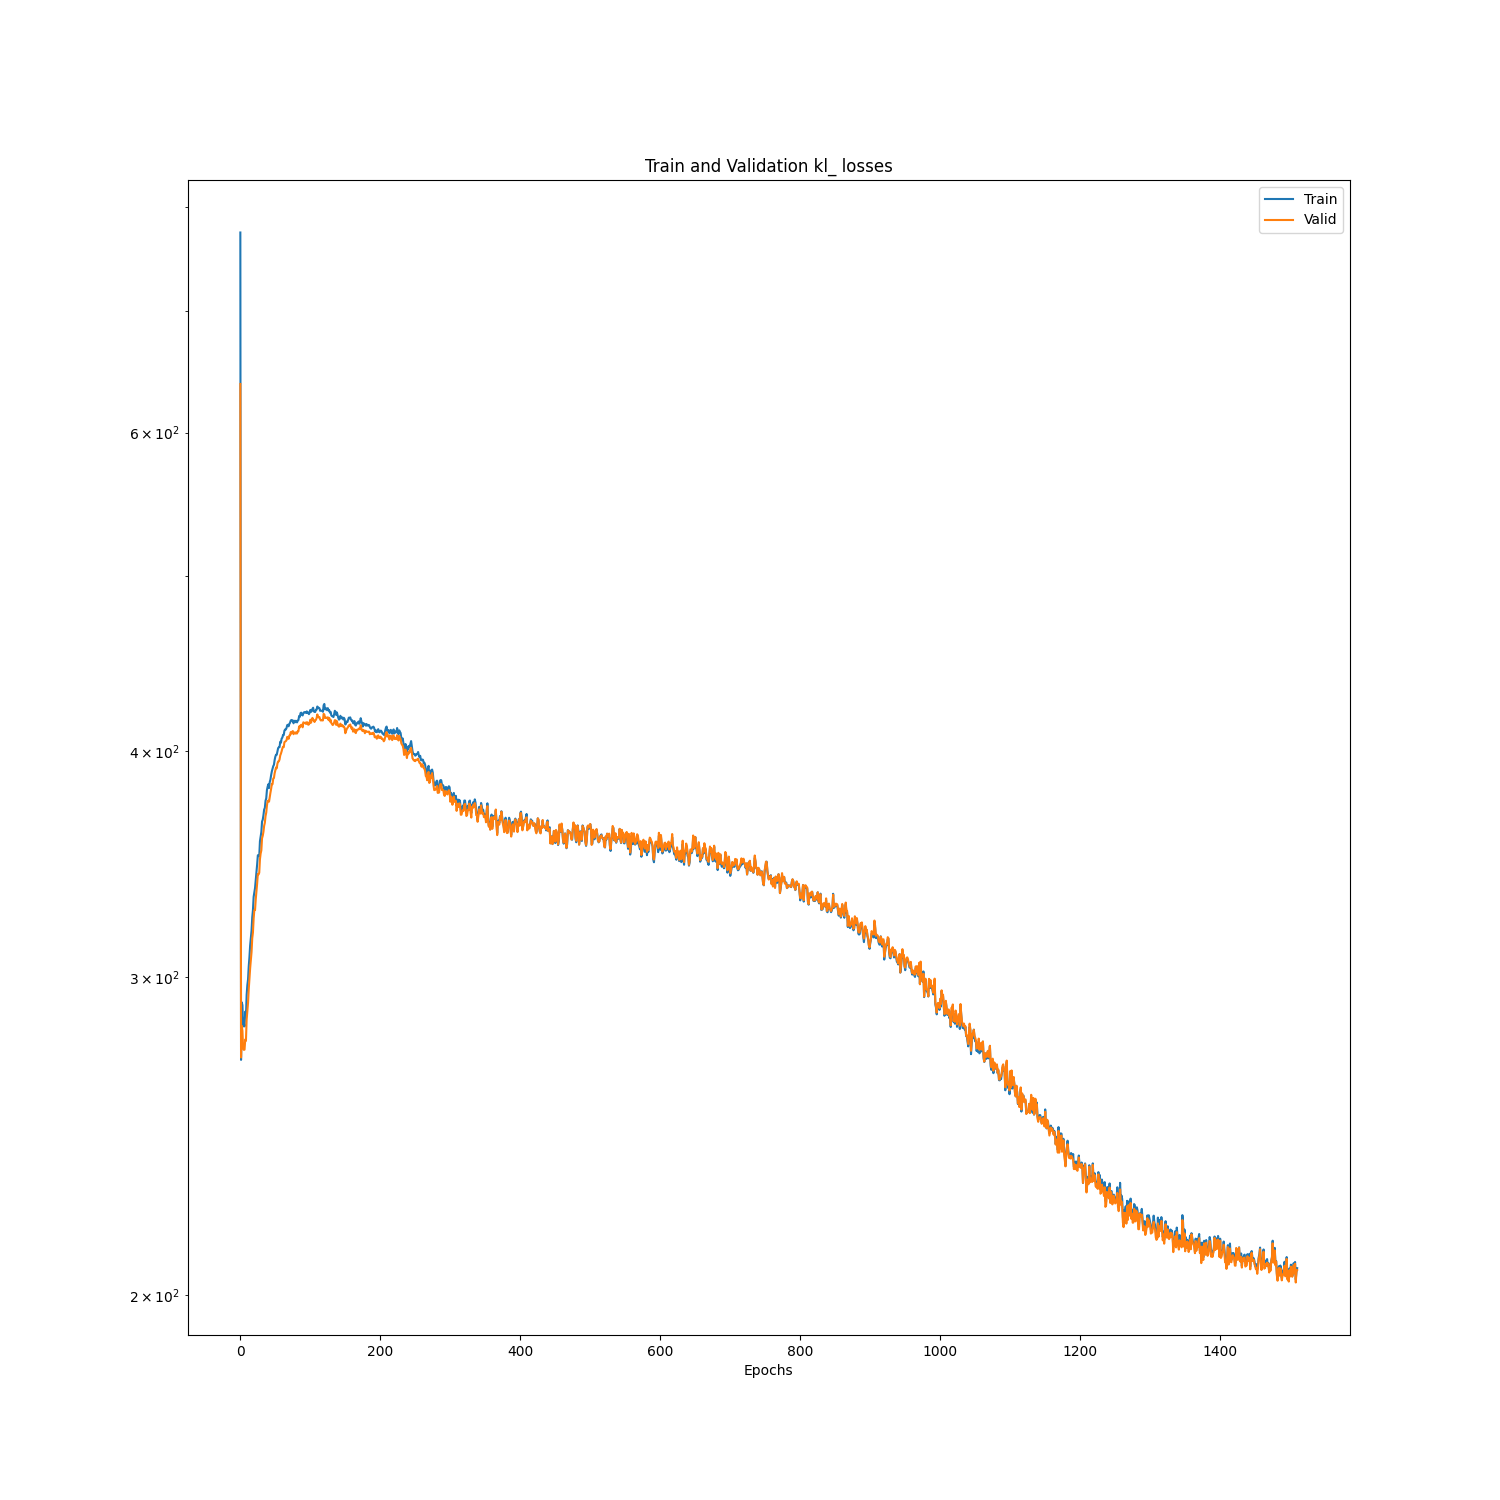 Train and Validation kl_ losses
Train
Valid
6 × 10²
4 × 10²
3 × 10²
2 × 10²
0 200 400 600 800 1000 1200 1400
Epochs